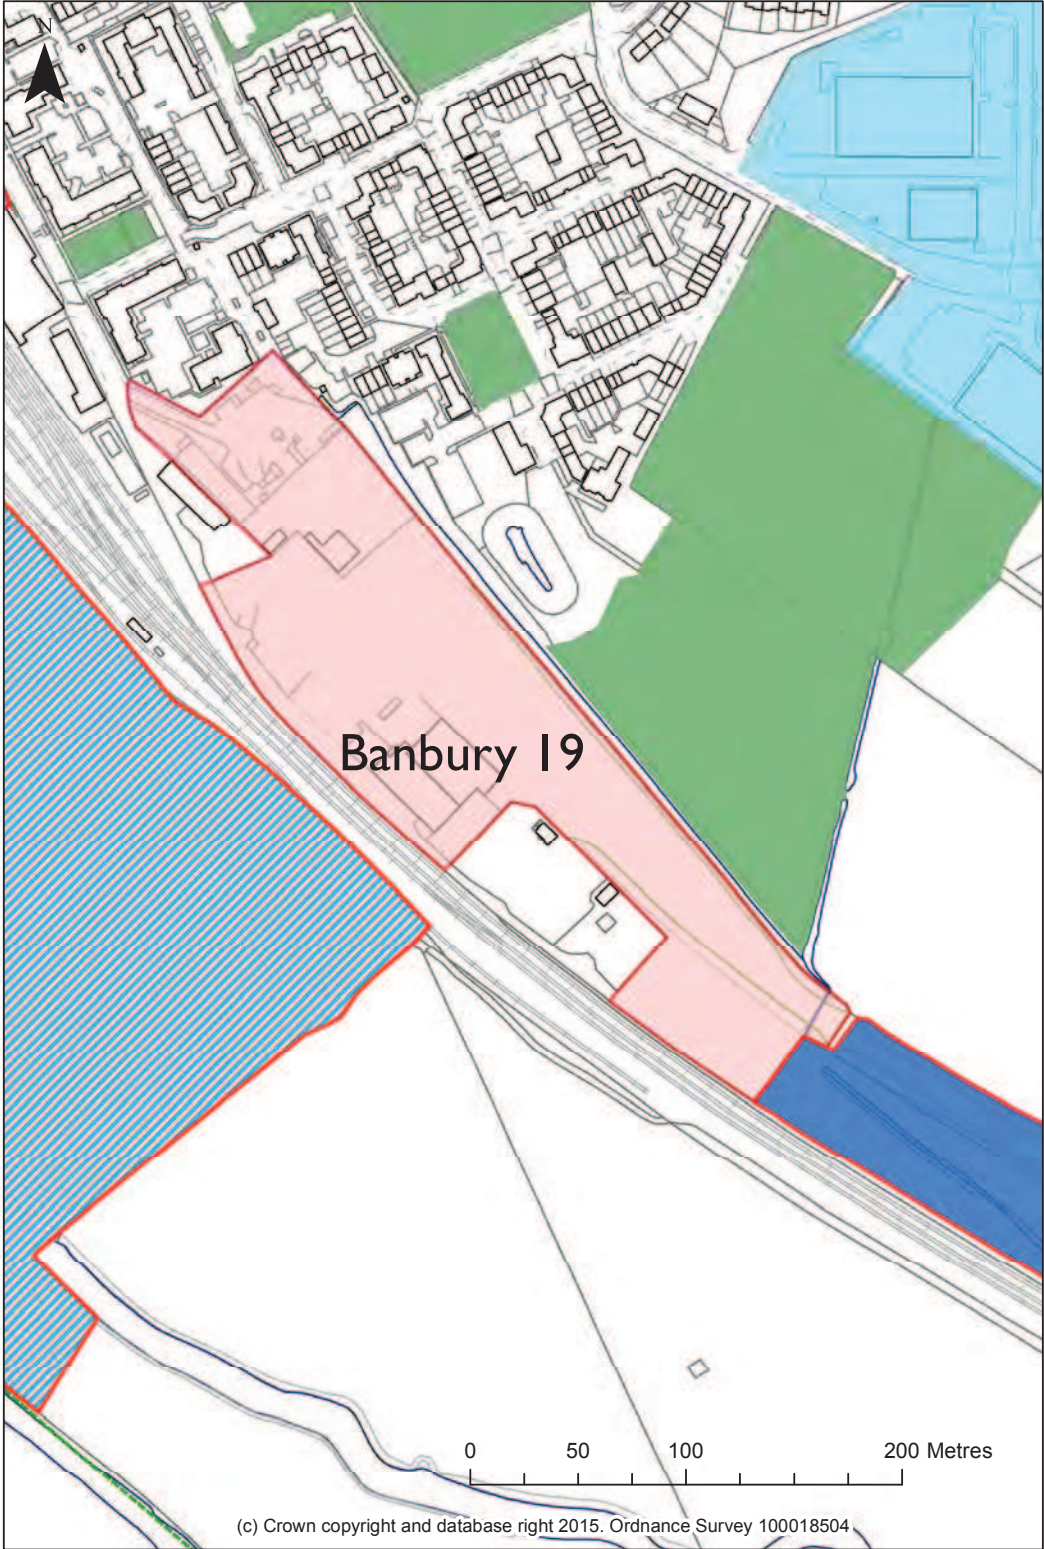 N
Banbury 19
0 50 100 200 Metres
(c) Crown copyright and database right 2015. Ordnance Survey 100018504